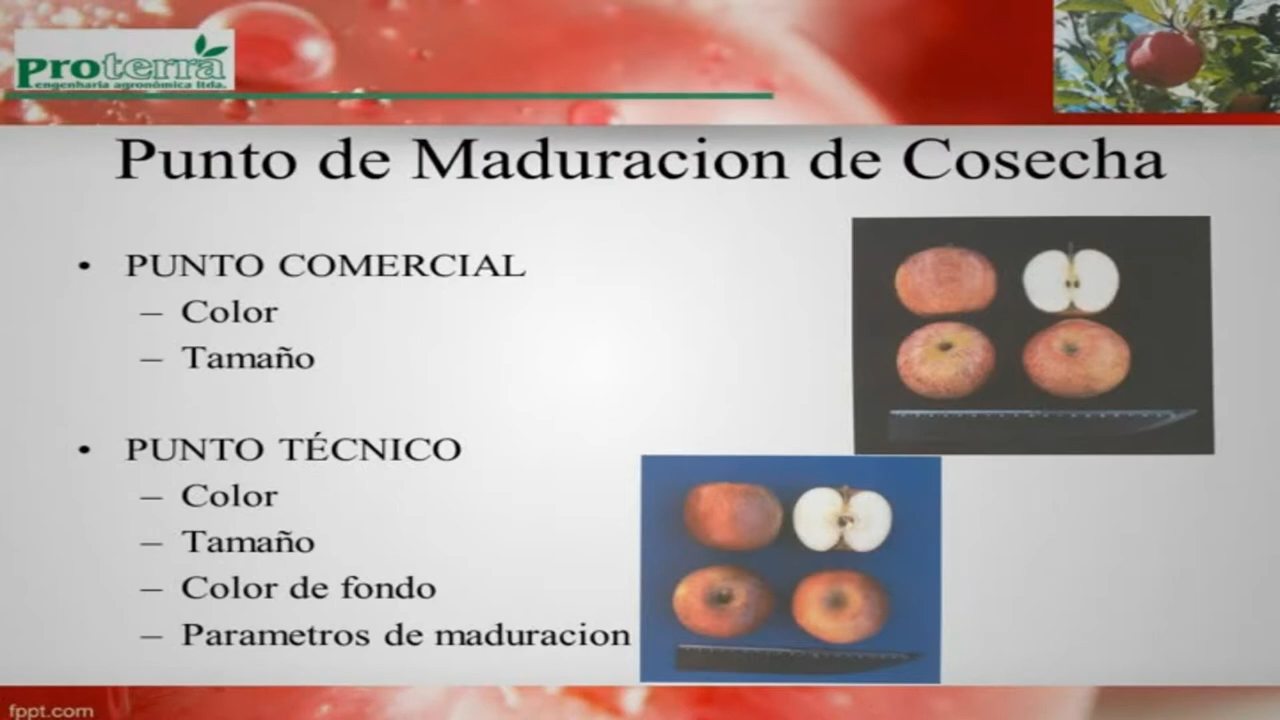 proterra
engenharia agronômica ltda.
Punto de Maduracion de Cosecha
• PUNTO COMERCIAL
– Color
– Tamaño
• PUNTO TÉCNICO
– Color
– Tamaño
– Color de fondo
– Parametros de maduracion
fppt.com